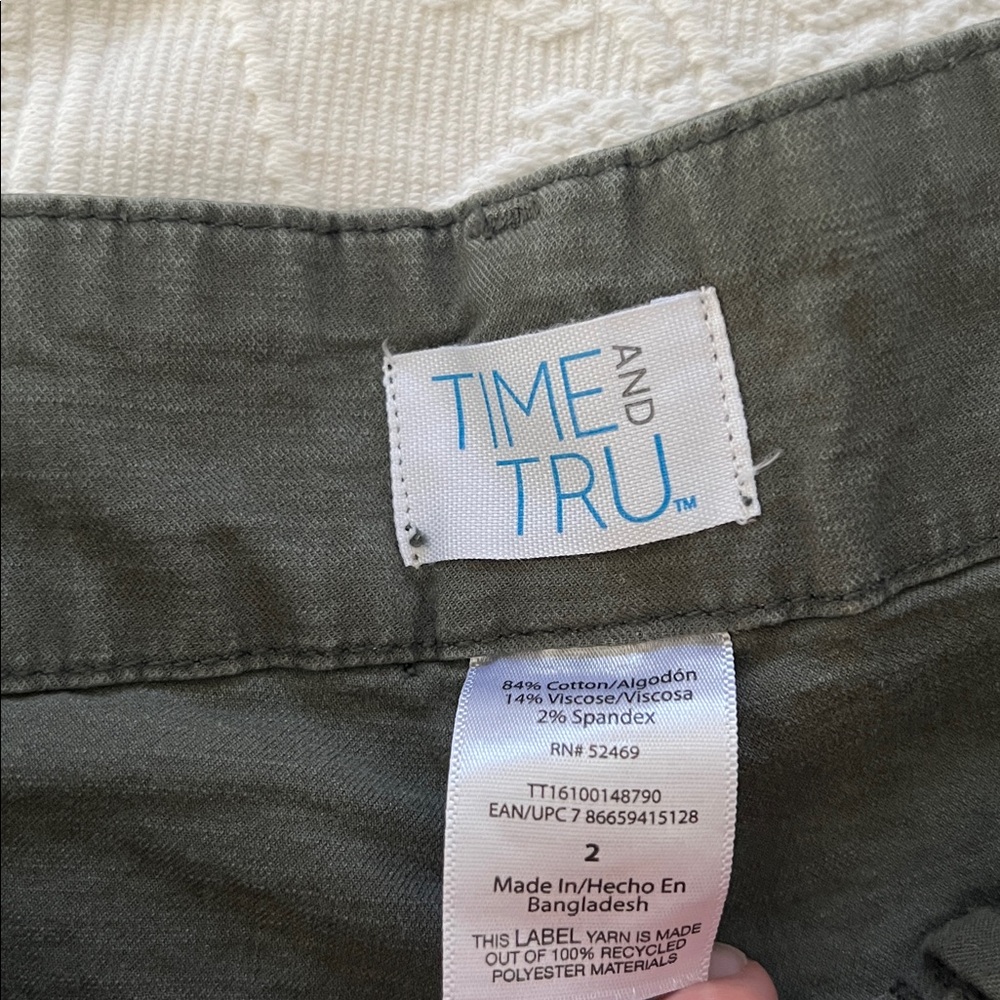 TIME AND
TRU™
84% Cotton/Algodón
14% Viscose/Viscosa
2% Spandex
RN# 52469
TT16100148790
EAN/UPC 7 86659415128
2
Made In/Hecho En
Bangladesh
THIS LABEL YARN IS MADE
OUT OF 100% RECYCLED
POLYESTER MATERIALS